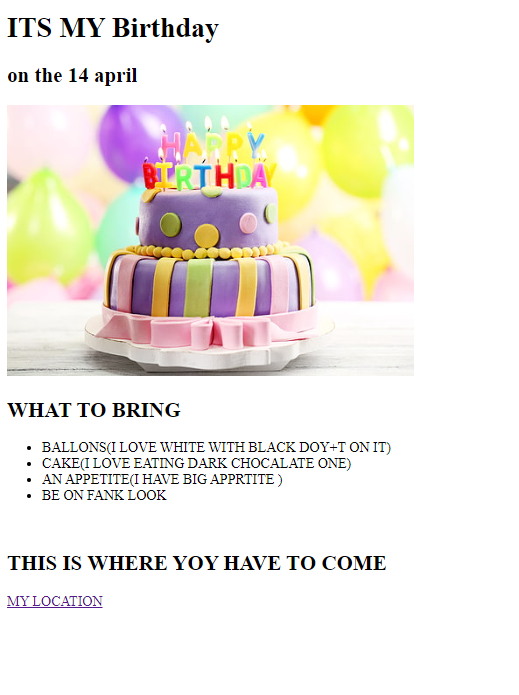 ITS MY Birthday
on the 14 april
HAPPY
BIRTHDAY
WHAT TO BRING
BALLONS(I LOVE WHITE WITH BLACK DOY+T ON IT)
CAKE(I LOVE EATING DARK CHOCALATE ONE)
AN APPETITE(I HAVE BIG APPRTITE )
BE ON FANK LOOK
THIS IS WHERE YOY HAVE TO COME
MY LOCATION